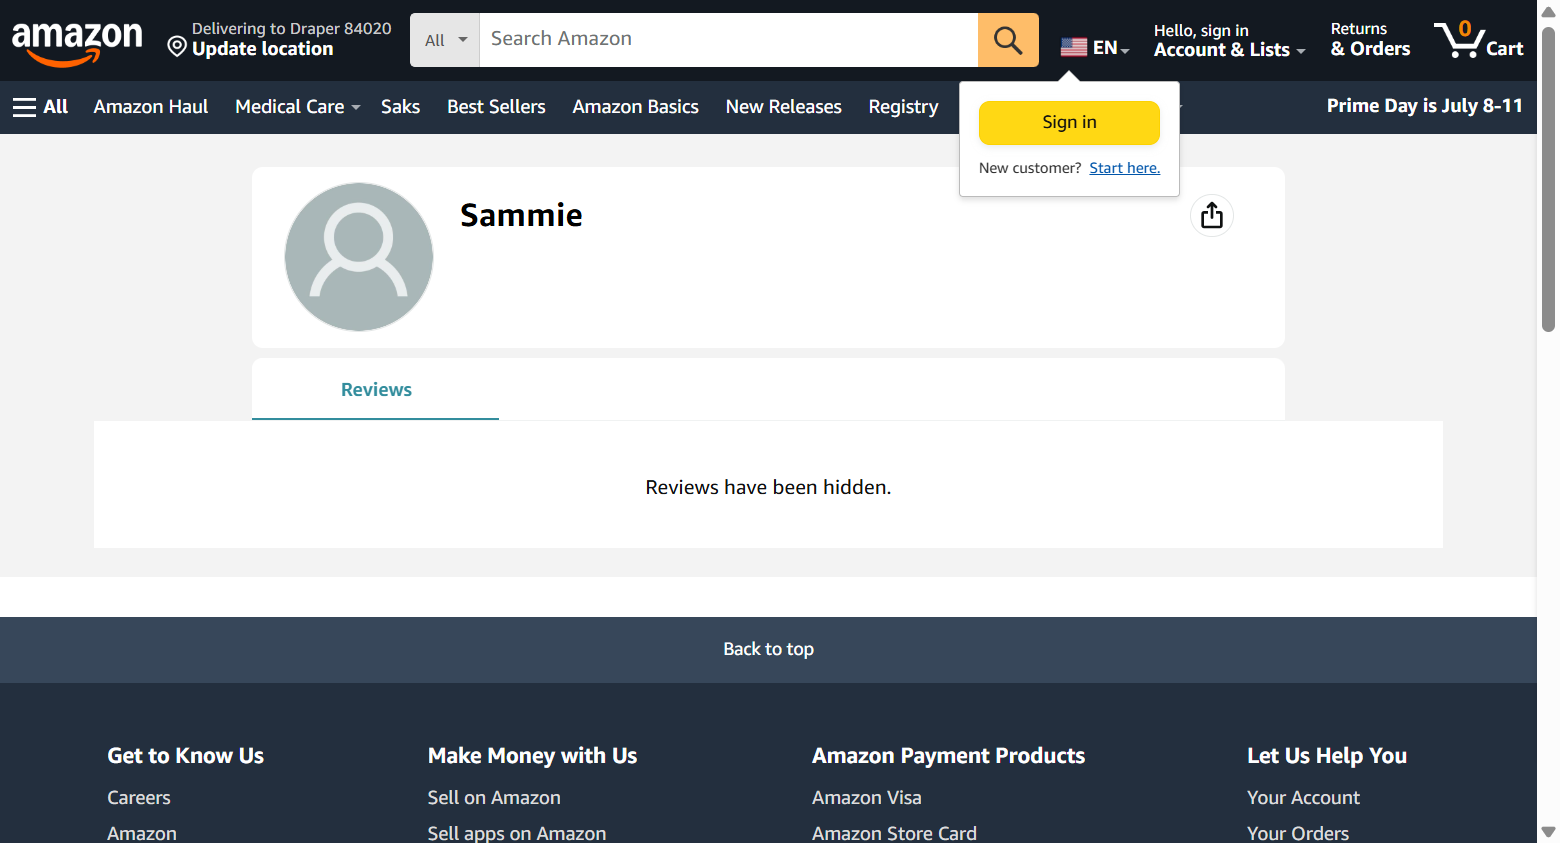 amazon
Delivering to Draper 84020
Update location
All
Search Amazon
EN
Hello, sign in
Account & Lists
Returns
& Orders
0
Cart
All
Amazon Haul
Medical Care
Saks
Best Sellers
Amazon Basics
New Releases
Registry
Prime Day is July 8-11
Sign in
New customer? Start here.
Sammie
Reviews
Reviews have been hidden.
Back to top
Get to Know Us
Make Money with Us
Amazon Payment Products
Let Us Help You
Careers
Sell on Amazon
Amazon Visa
Your Account
Amazon
Sell apps on Amazon
Amazon Store Card
Your Orders